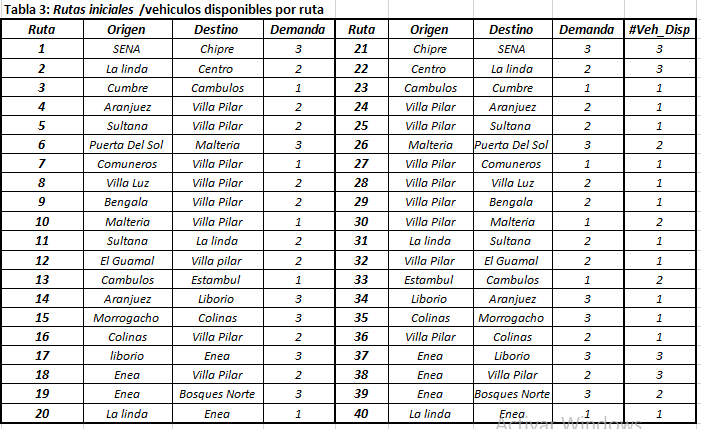 Tabla 3: Rutas iniciales /vehiculos disponibles por ruta
Ruta Origen Destino Demanda Ruta Origen Destino Demanda #Veh_Disp
1 SENA Chipre 3 21 Chipre SENA 3 3
2 La linda Centro 2 22 Centro La linda 2 3
3 Cumbre Cambulos 1 23 Cambulos Cumbre 1 1
4 Aranjuez Villa Pilar 2 24 Villa Pilar Aranjuez 2 1
5 Sultana Villa Pilar 2 25 Villa Pilar Sultana 2 1
6 Puerta Del Sol Malteria 3 26 Malteria Puerta Del Sol 3 2
7 Comuneros Villa Pilar 1 27 Villa Pilar Comuneros 1 1
8 Villa Luz Villa Pilar 2 28 Villa Pilar Villa Luz 2 1
9 Bengala Villa Pilar 2 29 Villa Pilar Bengala 2 1
10 Malteria Villa Pilar 1 30 Villa Pilar Malteria 1 2
11 Sultana La linda 2 31 La linda Sultana 2 1
12 El Guamal Villa pilar 2 32 Villa Pilar El Guamal 2 1
13 Cambulos Estambul 1 33 Estambul Cambulos 1 2
14 Aranjuez Liborio 3 34 Liborio Aranjuez 3 1
15 Morrogacho Colinas 3 35 Colinas Morrogacho 3 1
16 Colinas Villa Pilar 2 36 Villa Pilar Colinas 2 1
17 liborio Enea 3 37 Enea Liborio 3 3
18 Enea Villa Pilar 2 38 Enea Villa Pilar 2 3
19 Enea Bosques Norte 3 39 Enea Bosques Norte 3 2
20 La linda Enea 1 40 La linda Enea 1 1
Activar Windows